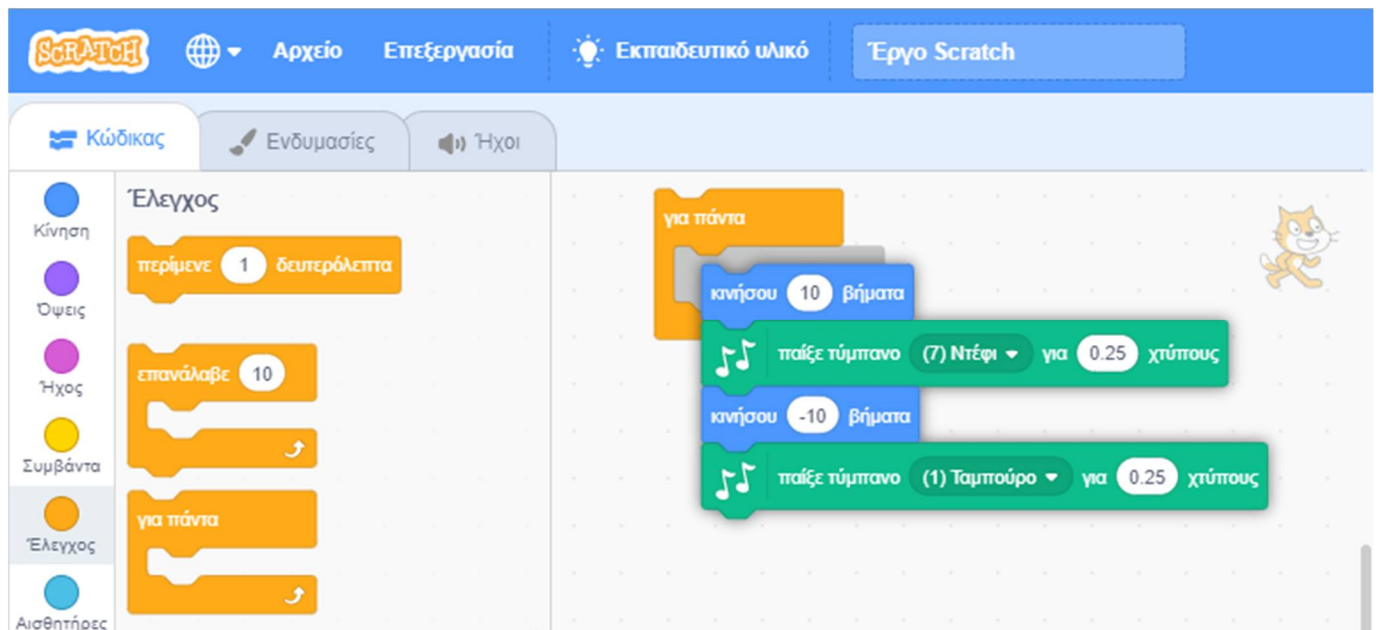 SCRATCH Αρχείο Επεξεργασία Εκπαιδευτικό υλικό Έργο Scratch
Κώδικας Ενδυμασίες Ήχοι
Κίνηση
Όψεις
Ήχος
Συμβάντα
Έλεγχος
Αισθητήρες
Έλεγχος
περίμενε 1 δευτερόλεπτα
επανάλαβε 10
για πάντα
για πάντα
κινήσου 10 βήματα
παίξε τύμπανο (7) Ντέφι για 0.25 χτύπους
κινήσου -10 βήματα
παίξε τύμπανο (1) Ταμπούρο για 0.25 χτύπους